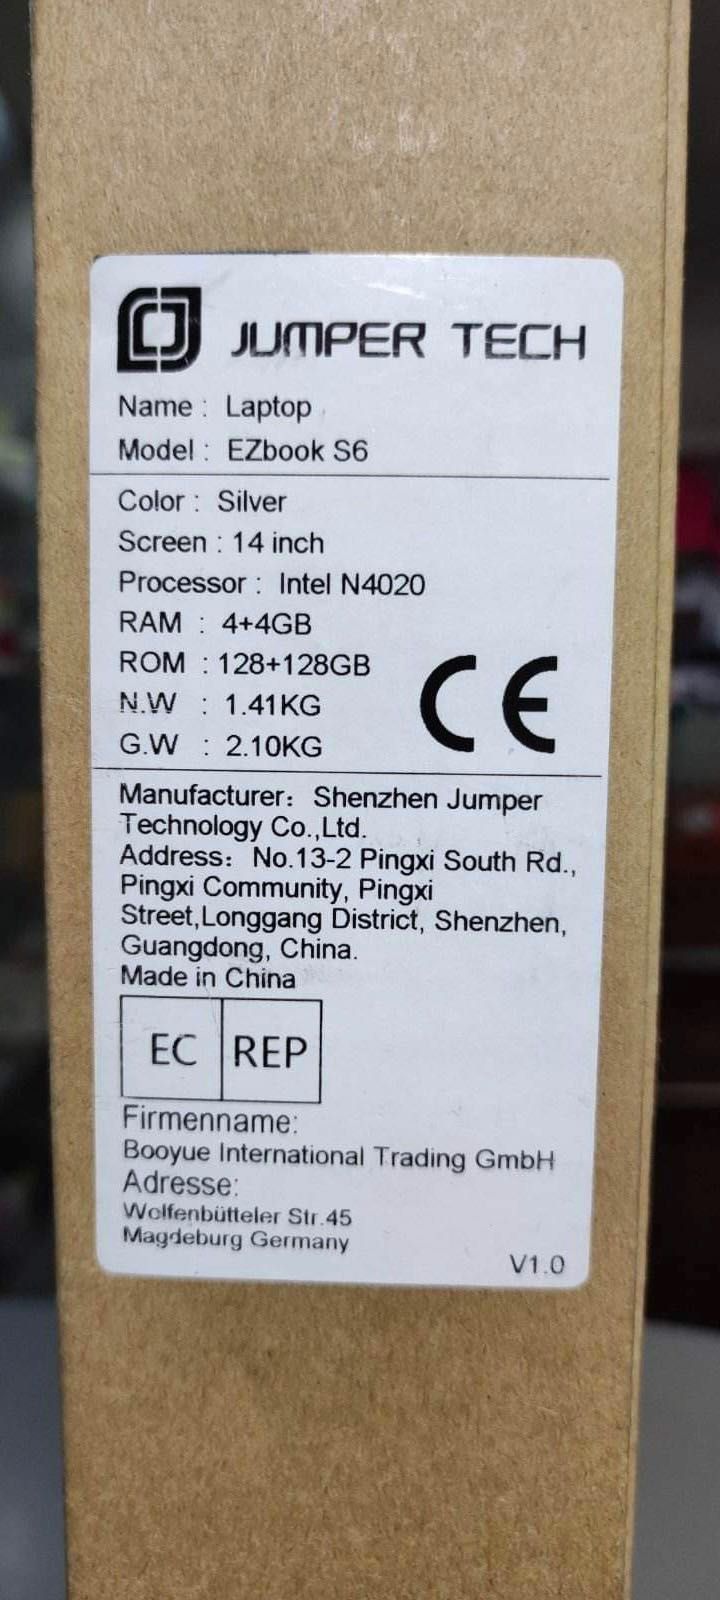 JUMPER TECH
Name : Laptop
Model : EZbook S6
Color : Silver
Screen : 14 inch
Processor : Intel N4020
RAM : 4+4GB
ROM : 128+128GB
N.W : 1.41KG
G.W : 2.10KG
CE
Manufacturer: Shenzhen Jumper
Technology Co.,Ltd.
Address: No.13-2 Pingxi South Rd.,
Pingxi Community, Pingxi
Street,Longgang District, Shenzhen,
Guangdong, China.
Made in China
EC REP
Firmenname:
Booyue International Trading GmbH
Adresse:
Wolfenbütteler Str.45
Magdeburg Germany
V1.0